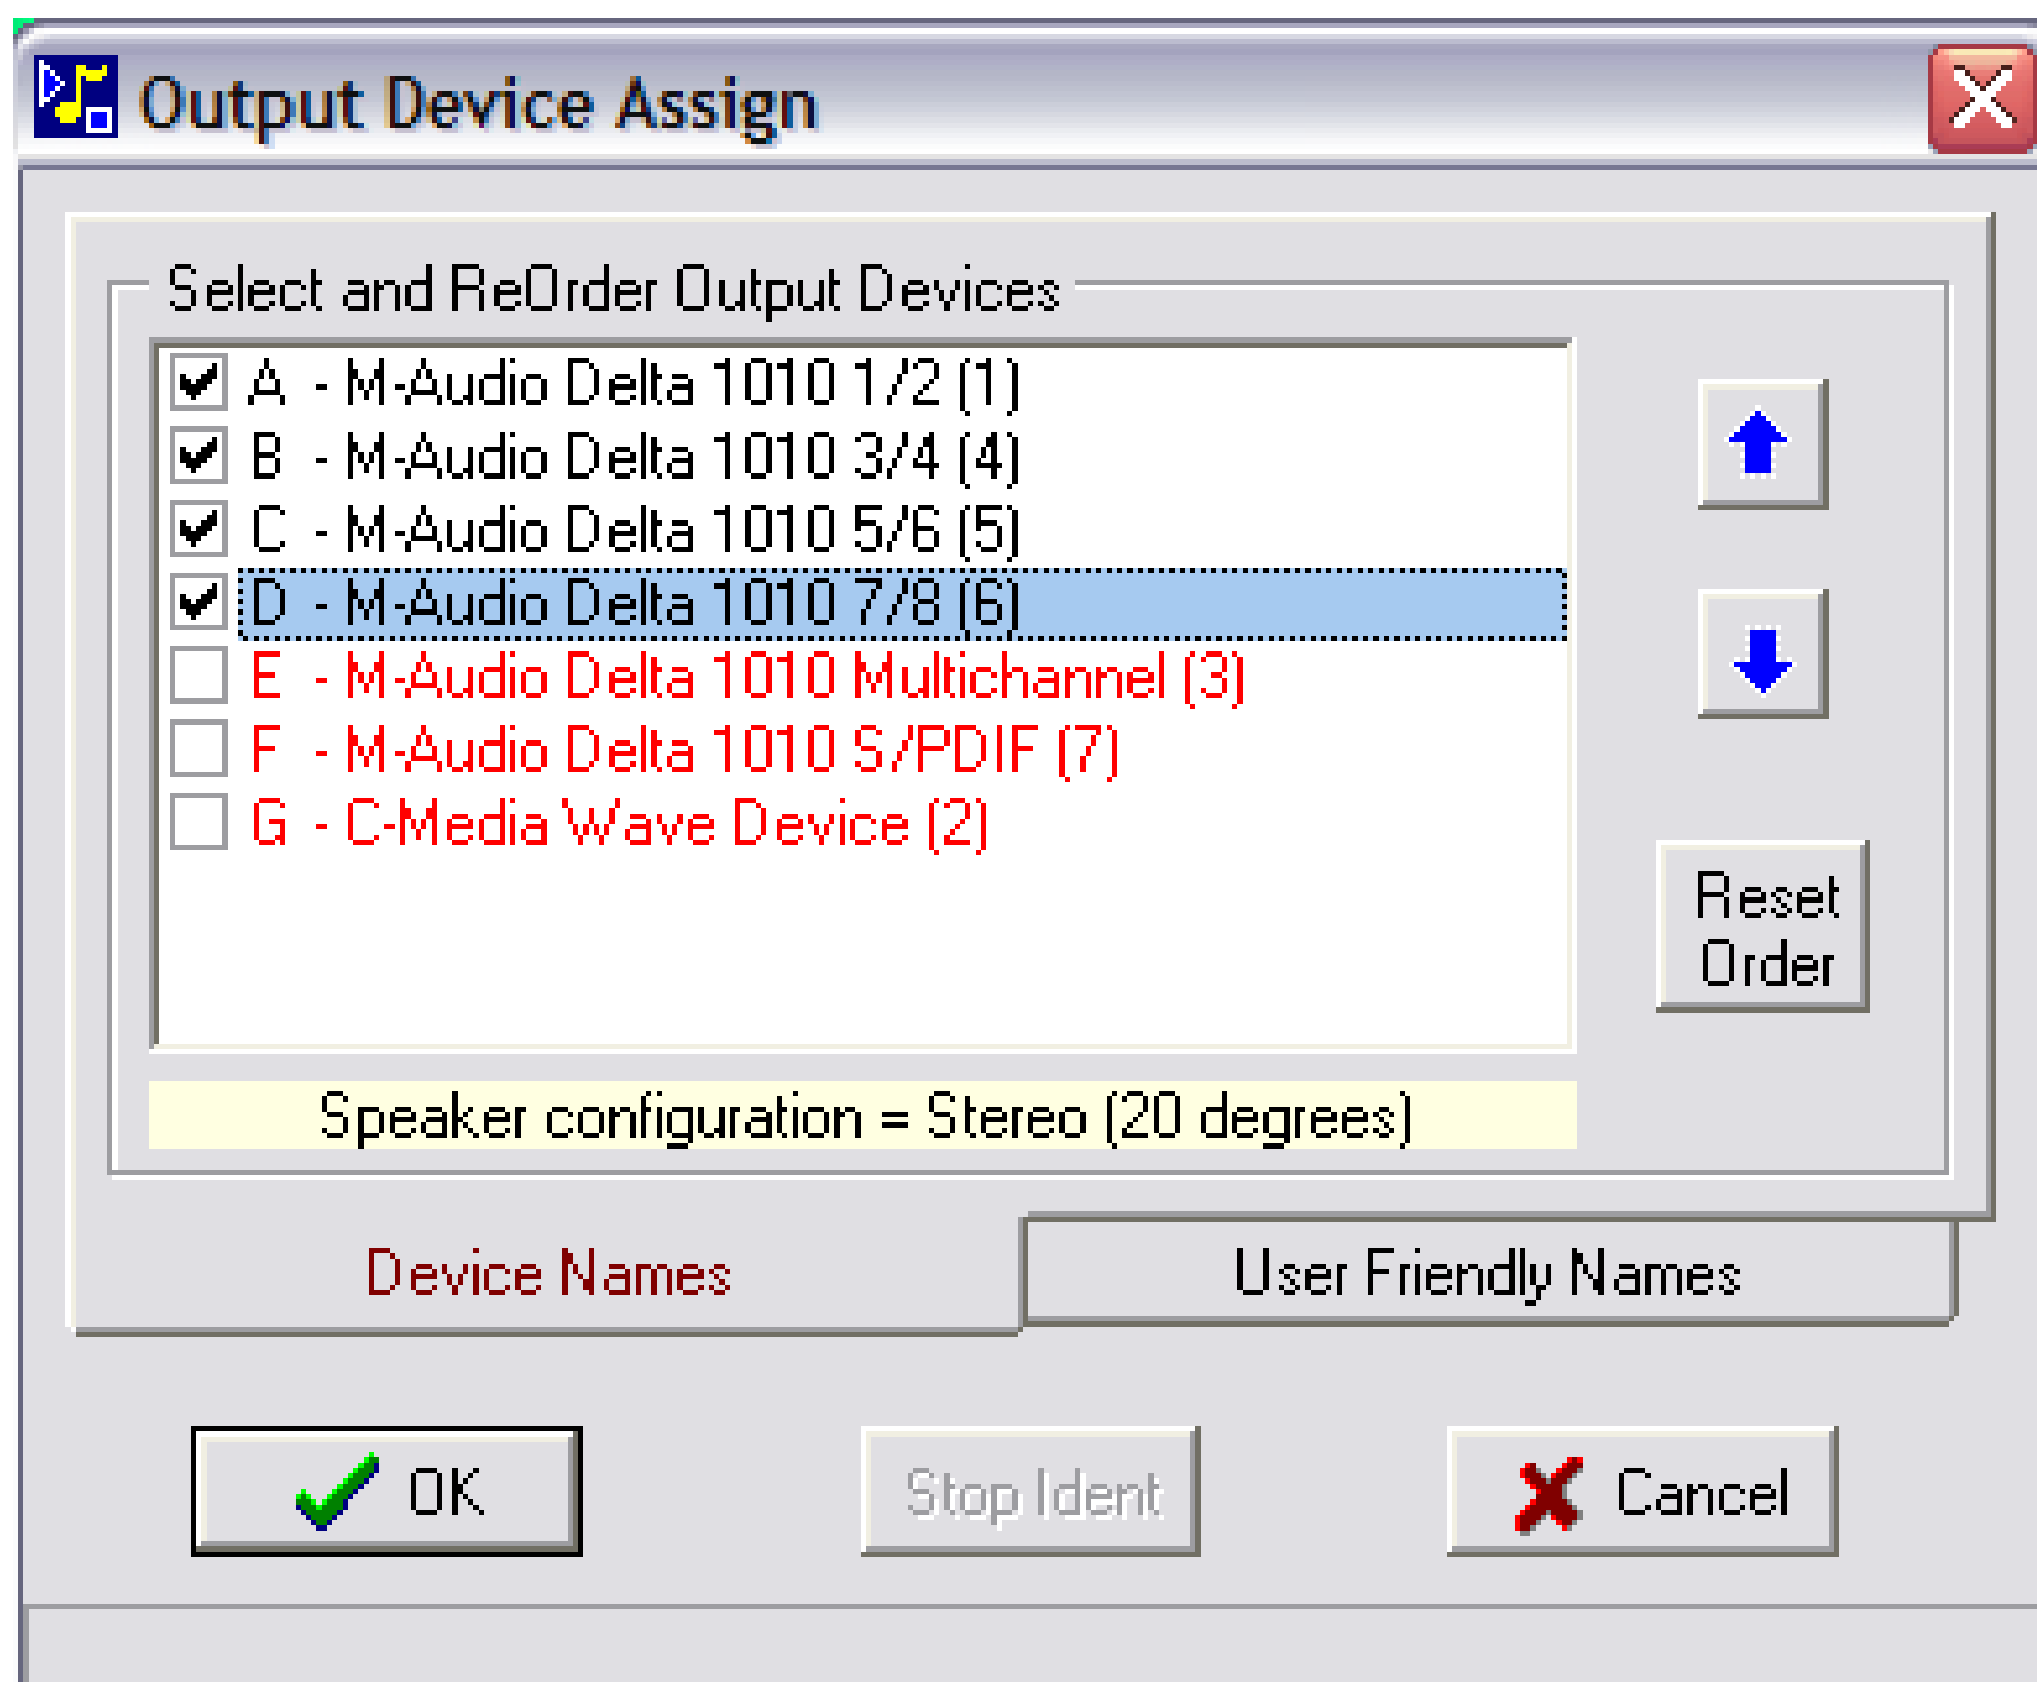 Output Device Assign
Select and ReOrder Output Devices
A - M-Audio Delta 1010 1/2 (1)
B - M-Audio Delta 1010 3/4 (4)
C - M-Audio Delta 1010 5/6 (5)
D - M-Audio Delta 1010 7/8 (6)
E - M-Audio Delta 1010 Multichannel (3)
F - M-Audio Delta 1010 S/PDIF (7)
G - C-Media Wave Device (2)
Reset
Order
Speaker configuration = Stereo (20 degrees)
Device Names
User Friendly Names
OK
Stop Ident
Cancel